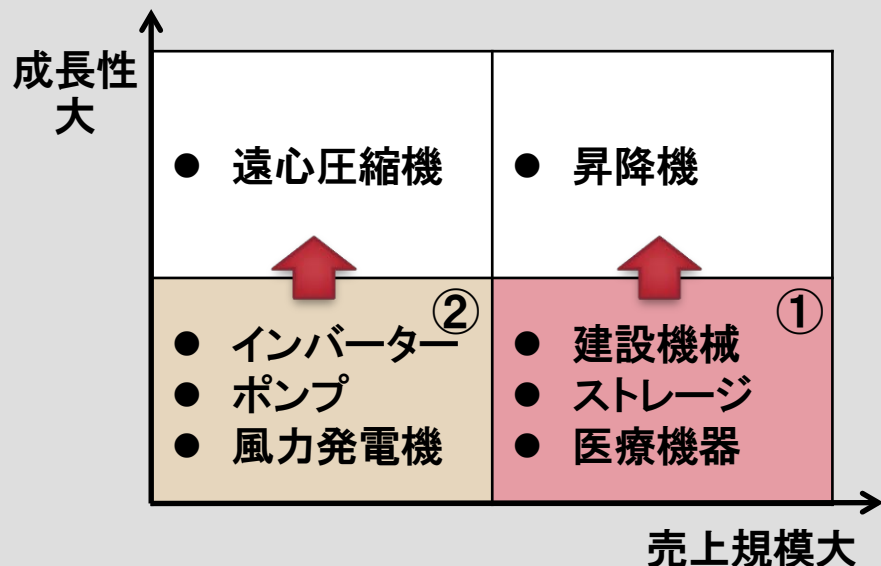 成長性
大
● 遠心圧縮機
● 昇降機
②
● インバーター
● ポンプ
● 風力発電機
①
● 建設機械
● ストレージ
● 医療機器
売上規模大